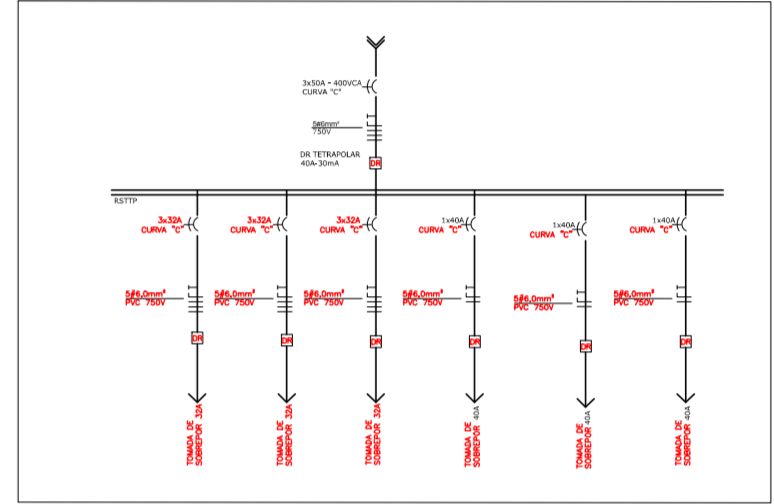 3x50A - 400VCA
CURVA "C"
5#6mm²
750V
DR TETRAPOLAR
40A-30mA
DR
RSTTP
3x32A
CURVA "C"
3x32A
CURVA "C"
3x32A
CURVA "C"
1x40A
CURVA "C"
1x40A
CURVA "C"
1x40A
CURVA "C"
5#6,0mm²
PVC 750V
5#6,0mm²
PVC 750V
5#6,0mm²
PVC 750V
5#6,0mm²
PVC 750V
5#6,0mm²
PVC 750V
5#6,0mm²
PVC 750V
DR
DR
DR
DR
DR
DR
TOMADA DE
SOBREPOR 32A
TOMADA DE
SOBREPOR 32A
TOMADA DE
SOBREPOR 32A
TOMADA DE
SOBREPOR 40A
TOMADA DE
SOBREPOR 40A
TOMADA DE
SOBREPOR 40A